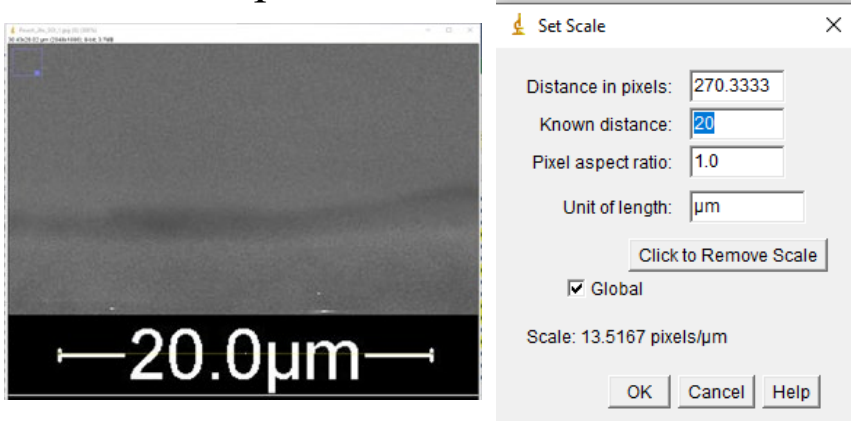 20.0µm
Set Scale
Distance in pixels: 270.3333
Known distance: 20
Pixel aspect ratio: 1.0
Unit of length: µm
Click to Remove Scale
Global
Scale: 13.5167 pixels/µm
OK Cancel Help